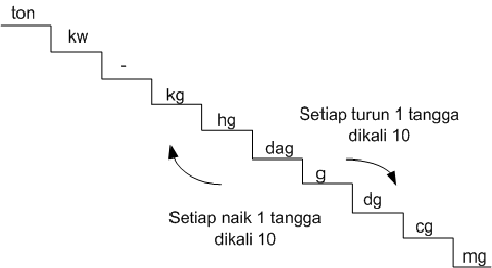 ton
kw
-
kg
hg
dag
g
dg
cg
mg
Setiap turun 1 tangga
dikali 10
Setiap naik 1 tangga
dikali 10